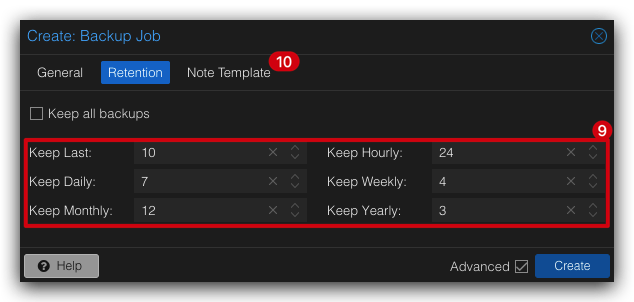 Create: Backup Job
General Retention Note Template 10
Keep all backups
9
Keep Last: 10 Keep Hourly: 24
Keep Daily: 7 Keep Weekly: 4
Keep Monthly: 12 Keep Yearly: 3
? Help Advanced Create